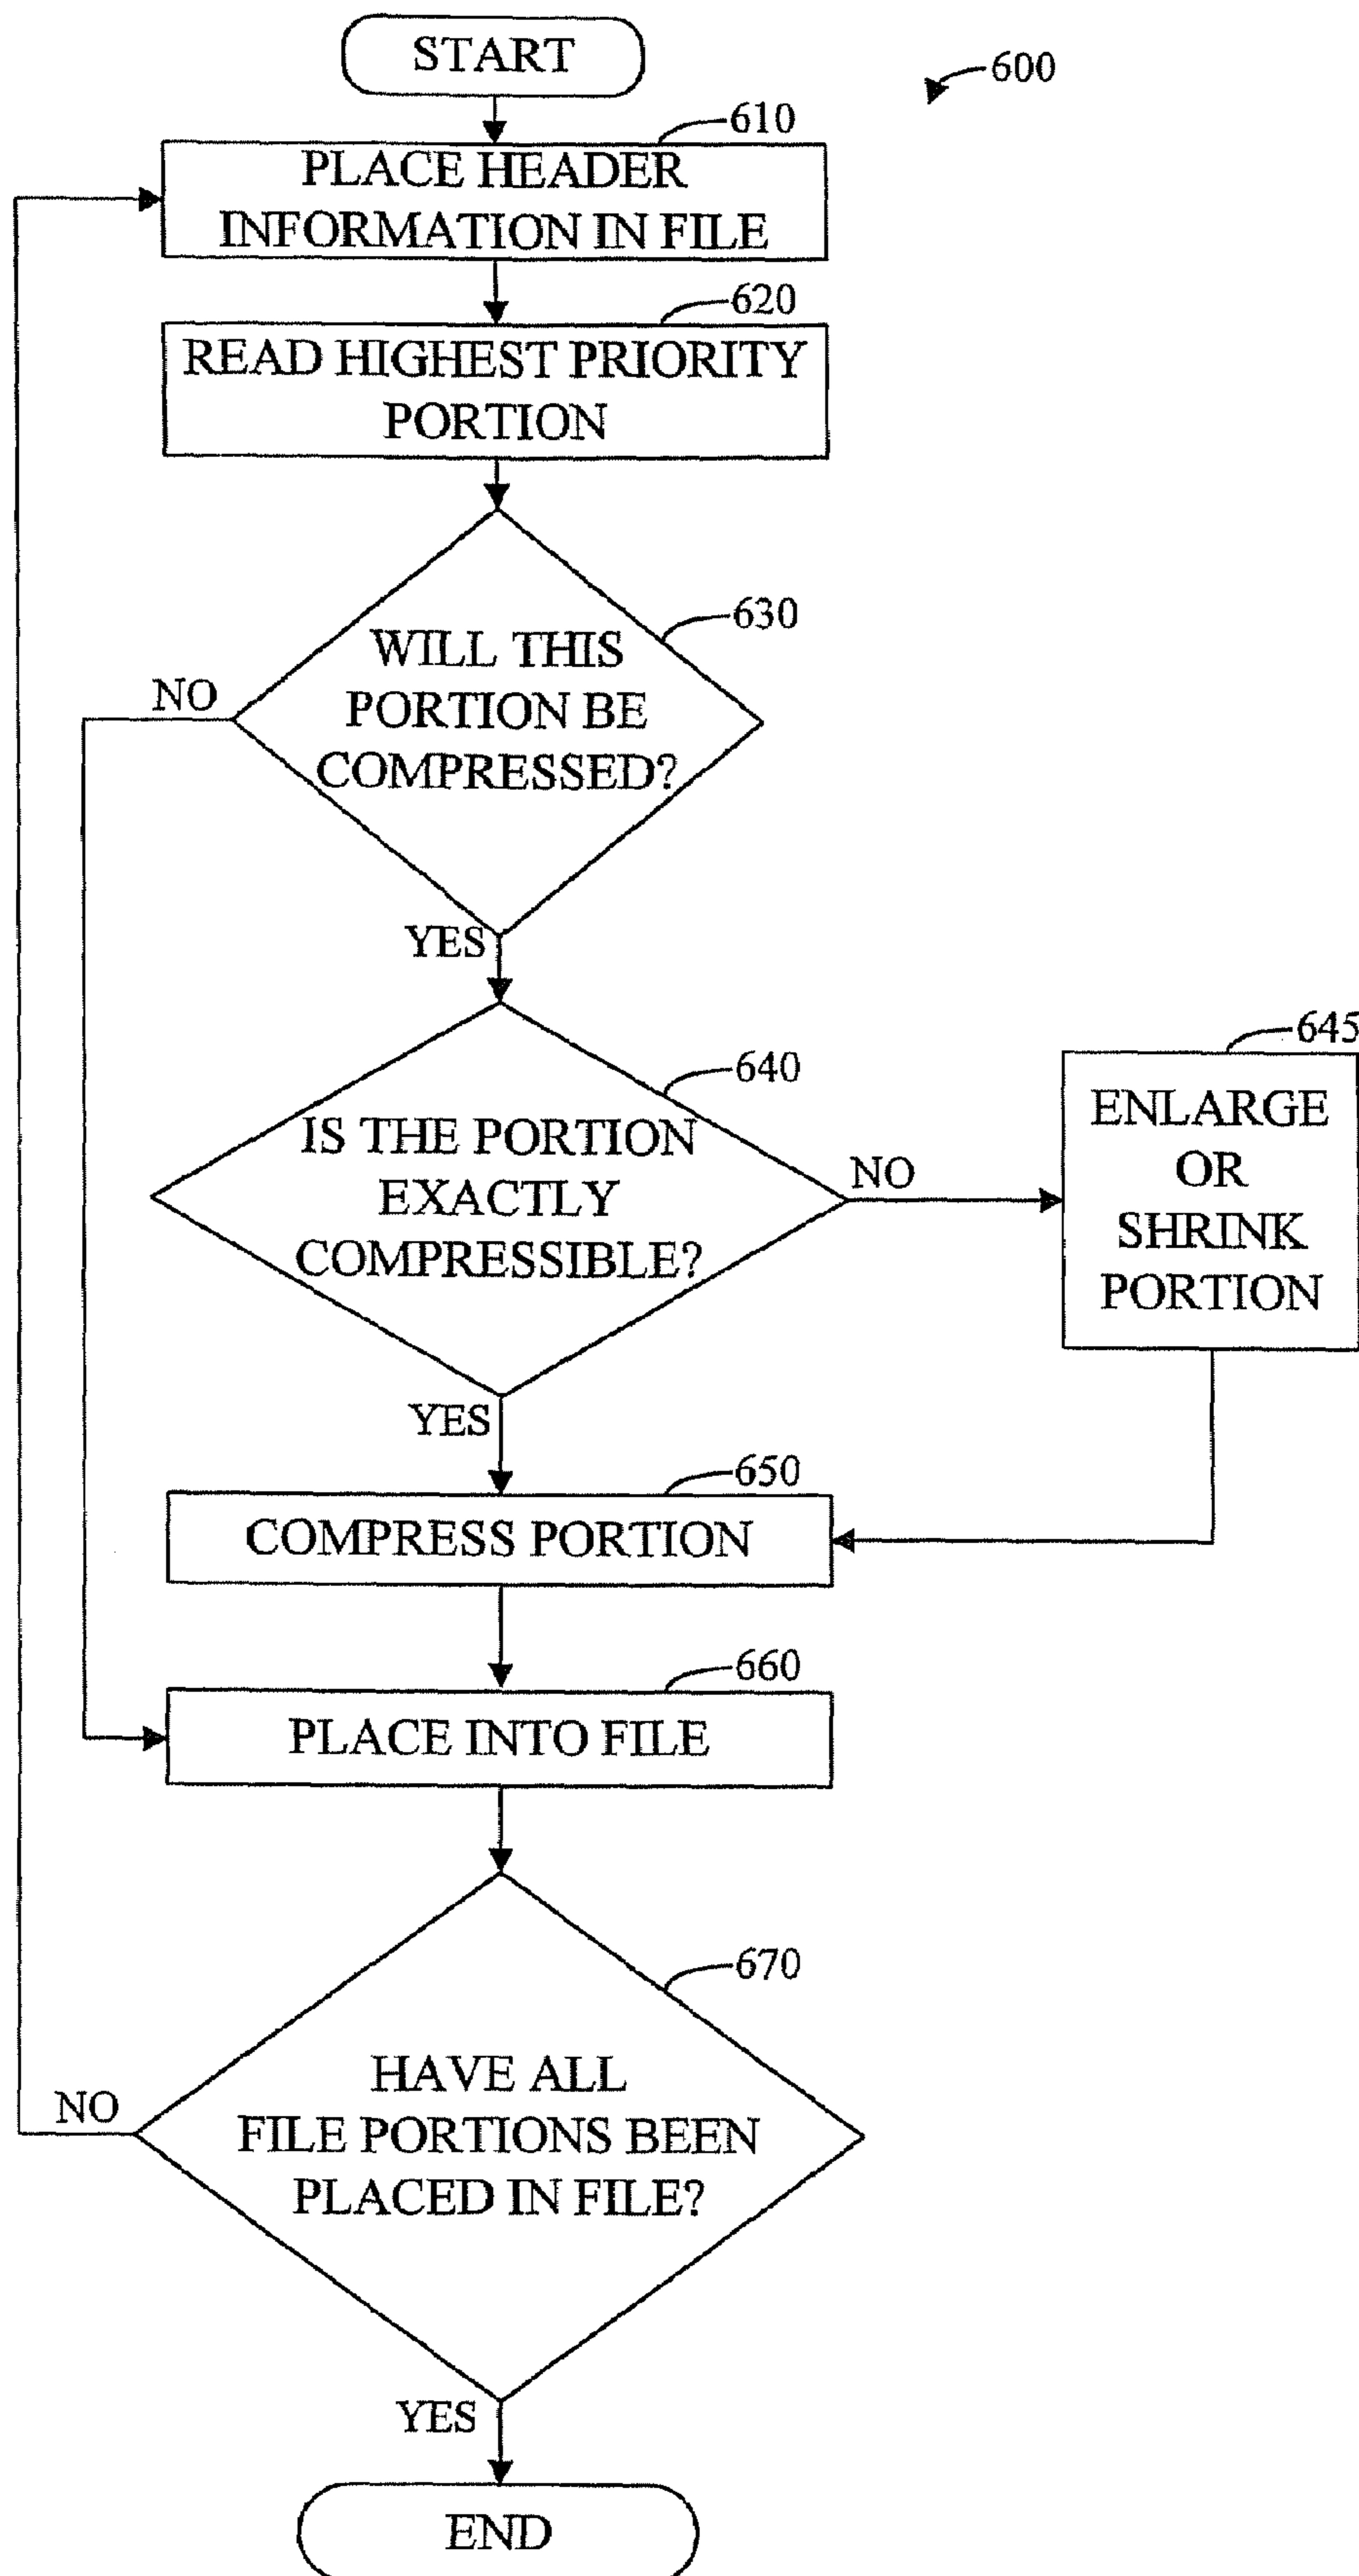 START
600
610
PLACE HEADER
INFORMATION IN FILE
620
READ HIGHEST PRIORITY
PORTION
630
WILL THIS
PORTION BE
COMPRESSED?
NO
YES
640
IS THE PORTION
EXACTLY
COMPRESSIBLE?
NO
645
ENLARGE
OR
SHRINK
PORTION
YES
650
COMPRESS PORTION
660
PLACE INTO FILE
670
HAVE ALL
FILE PORTIONS BEEN
PLACED IN FILE?
NO
YES
END